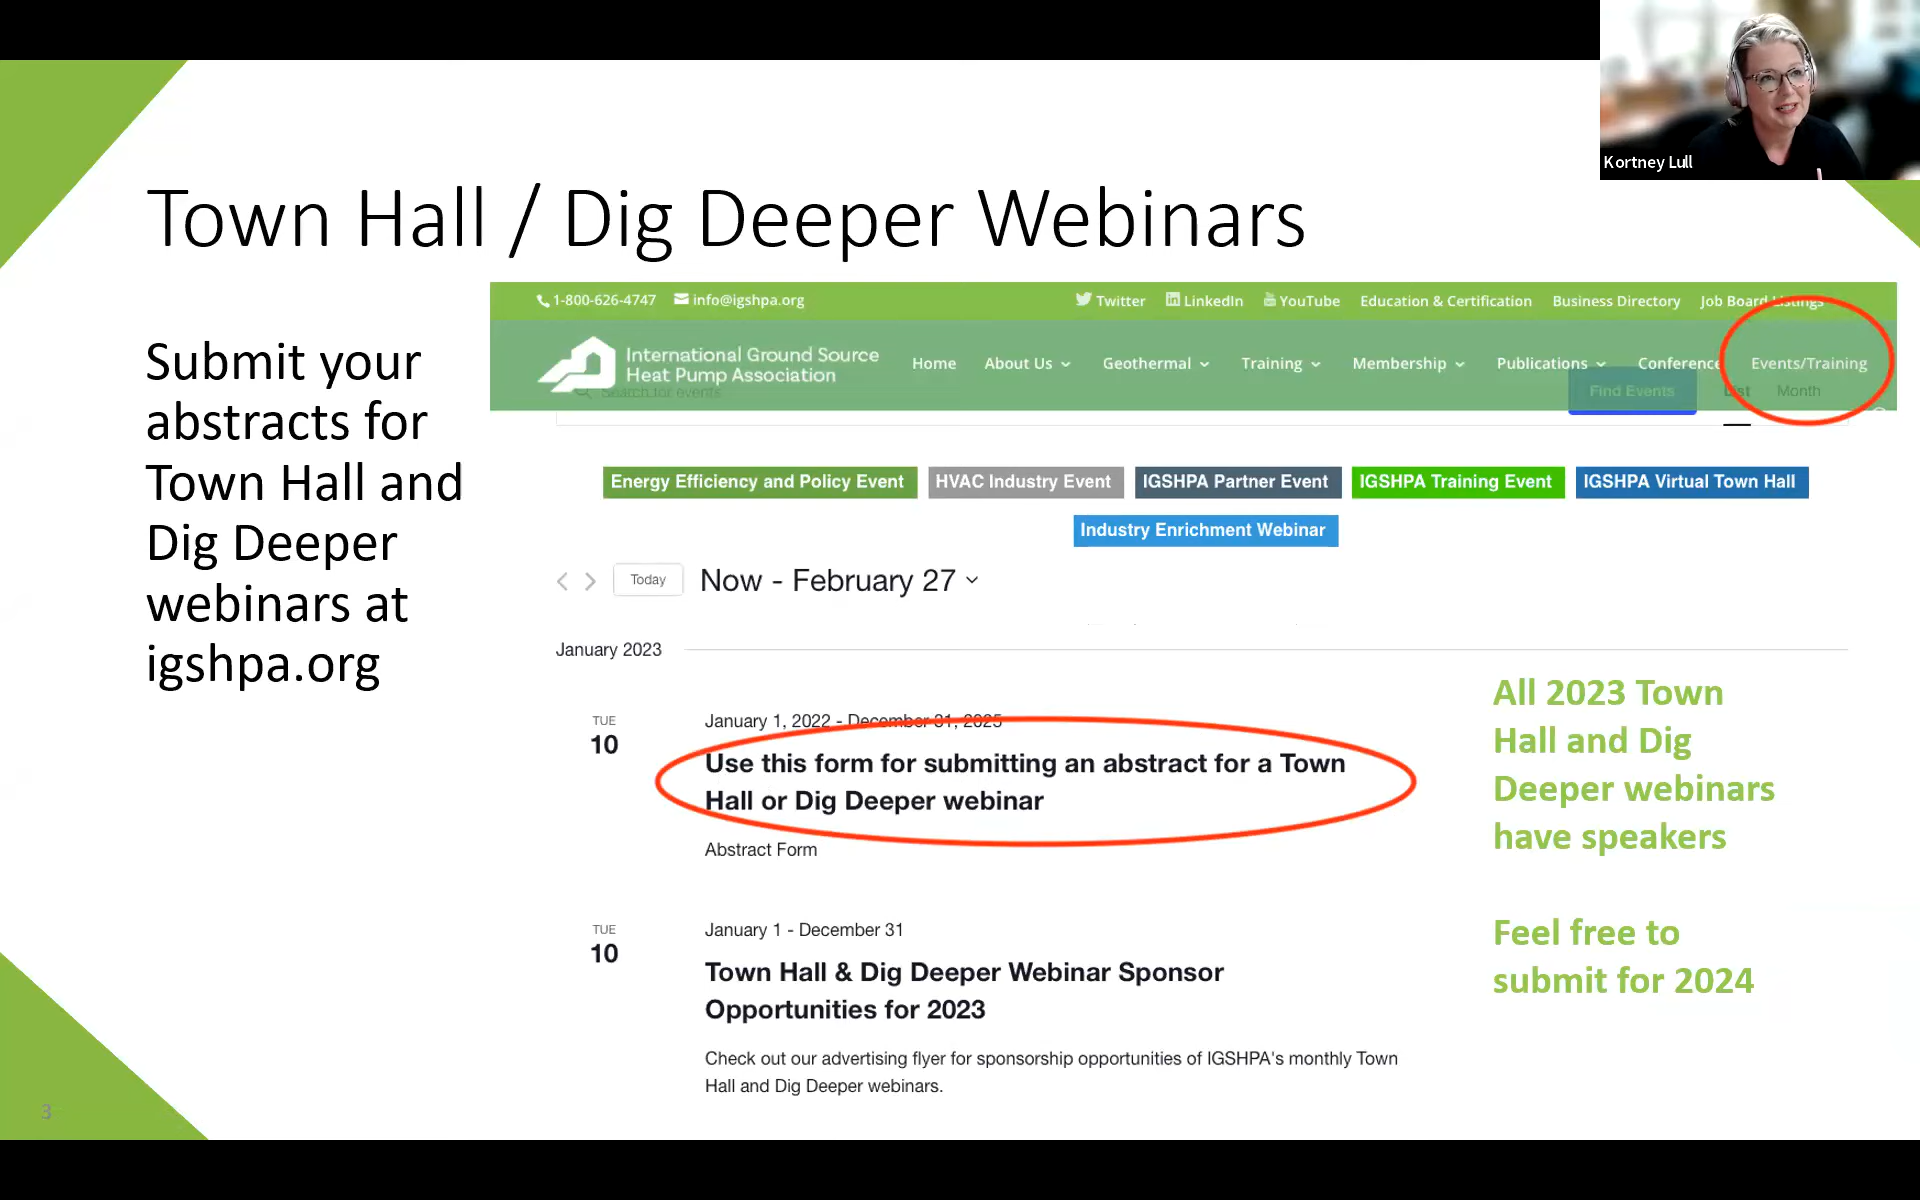 Kortney Lull
Town Hall / Dig Deeper Webinars
Submit your
abstracts for
Town Hall and
Dig Deeper
webinars at
igshpa.org
1-800-626-4747 info@igshpa.org Twitter LinkedIn YouTube Education & Certification Business Directory Job Board Listings
International Ground Source
Heat Pump Association
Home About Us Geothermal Training Membership Publications Conference Events/Training
Search for events Find Events List Month
Energy Efficiency and Policy Event HVAC Industry Event IGSHPA Partner Event IGSHPA Training Event IGSHPA Virtual Town Hall
Industry Enrichment Webinar
Today Now - February 27
January 2023
TUE
10
January 1, 2022 - December 31, 2025
Use this form for submitting an abstract for a Town
Hall or Dig Deeper webinar
Abstract Form
TUE
10
January 1 - December 31
Town Hall & Dig Deeper Webinar Sponsor
Opportunities for 2023
Check out our advertising flyer for sponsorship opportunities of IGSHPA's monthly Town
Hall and Dig Deeper webinars.
All 2023 Town
Hall and Dig
Deeper webinars
have speakers
Feel free to
submit for 2024
3